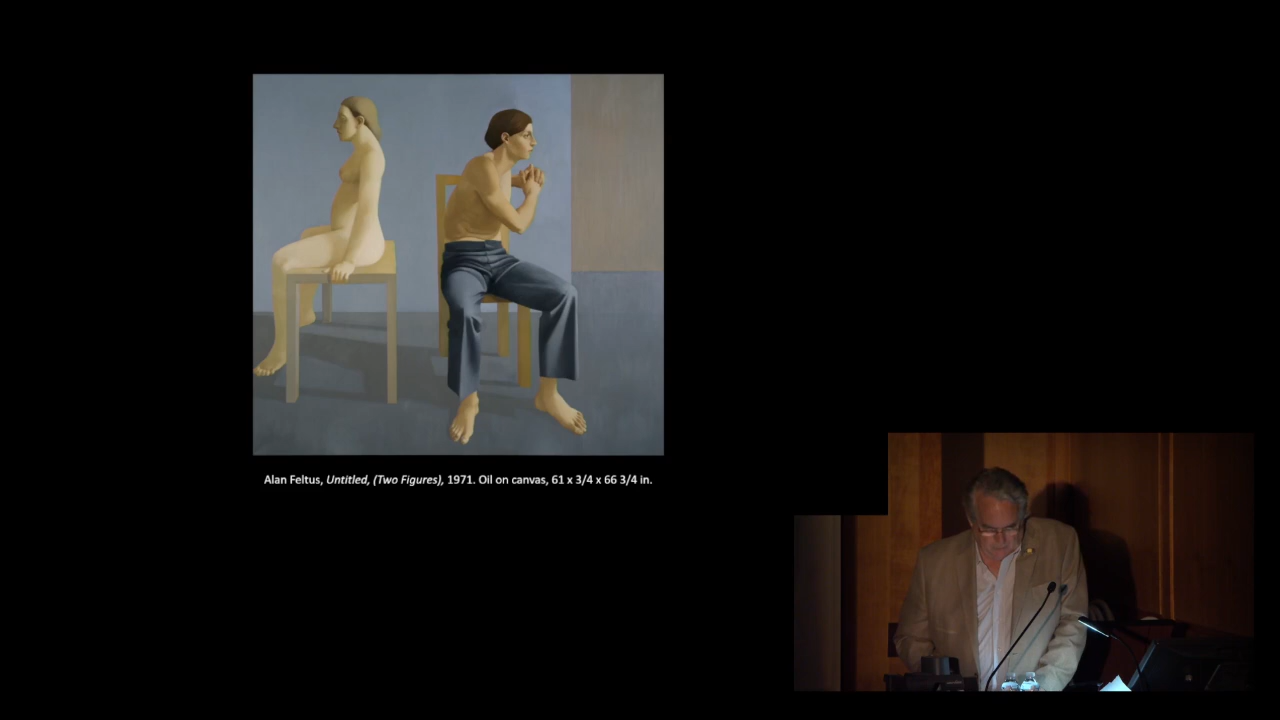 Alan Feltus, Untitled, (Two Figures), 1971. Oil on canvas, 61 x 3/4 x 66 3/4 in.